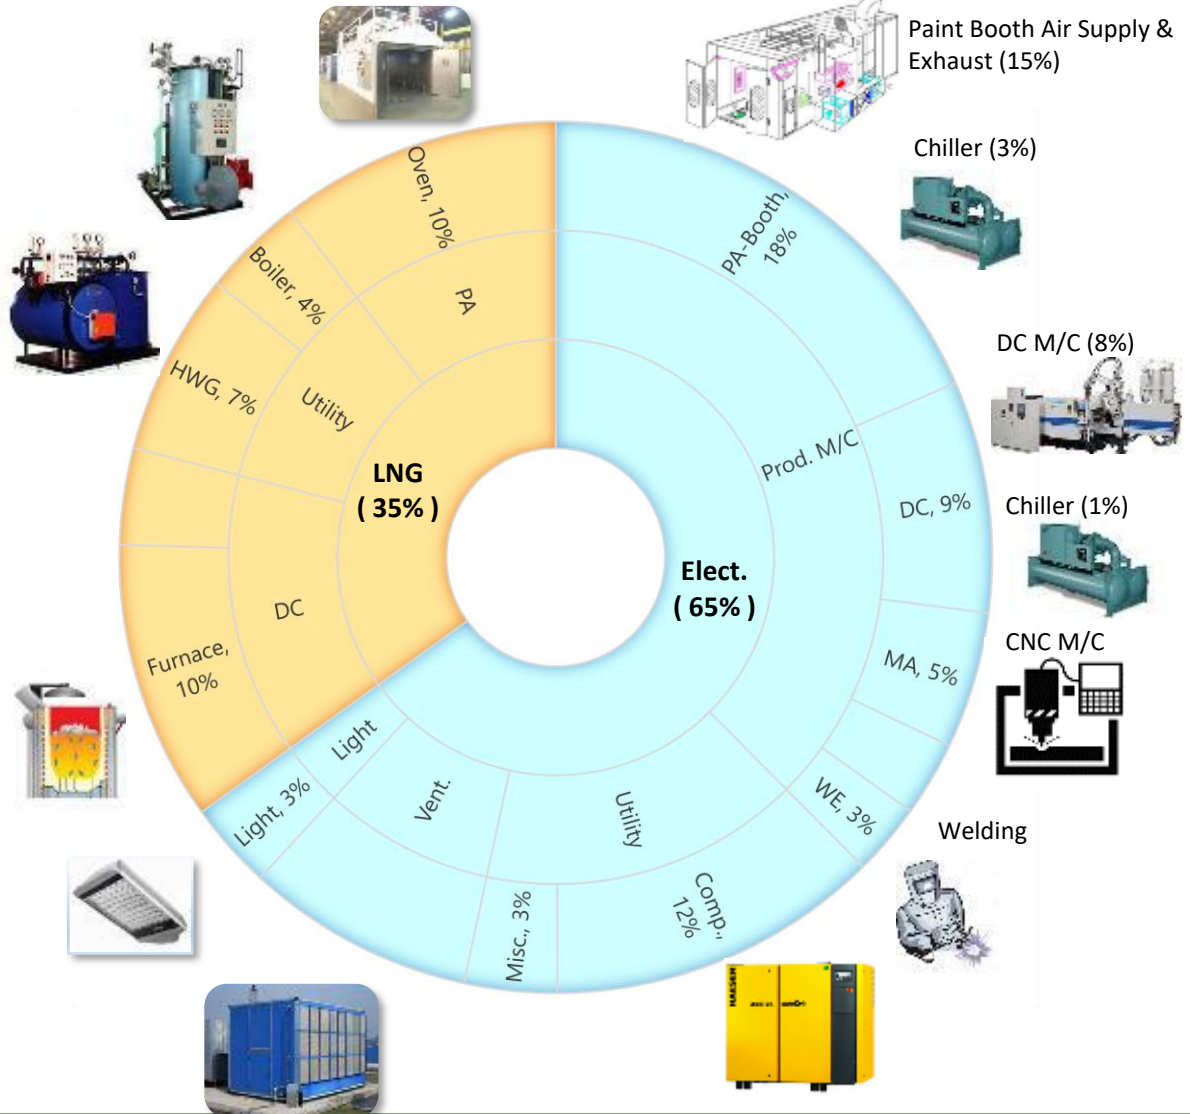 Paint Booth Air Supply &
Exhaust (15%)
Chiller (3%)
DC M/C (8%)
Chiller (1%)
CNC M/C
Welding
Oven, 10%
Boiler, 4%
HWG, 7%
Furnace,
10%
PA
Utility
DC
LNG
( 35% )
Elect.
( 65% )
PA-Booth,
18%
Prod. M/C
DC, 9%
MA, 5%
WE, 3%
Utility
Comp.,
12%
Misc., 3%
Vent.
Light
Light, 3%
KAESER